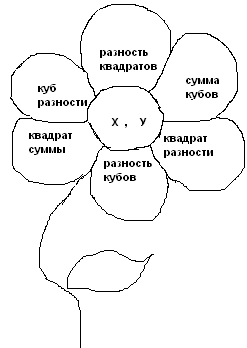 разность
квадратов
сумма
кубов
куб
разности
Х , У
квадрат
суммы
квадрат
разности
разность
кубов